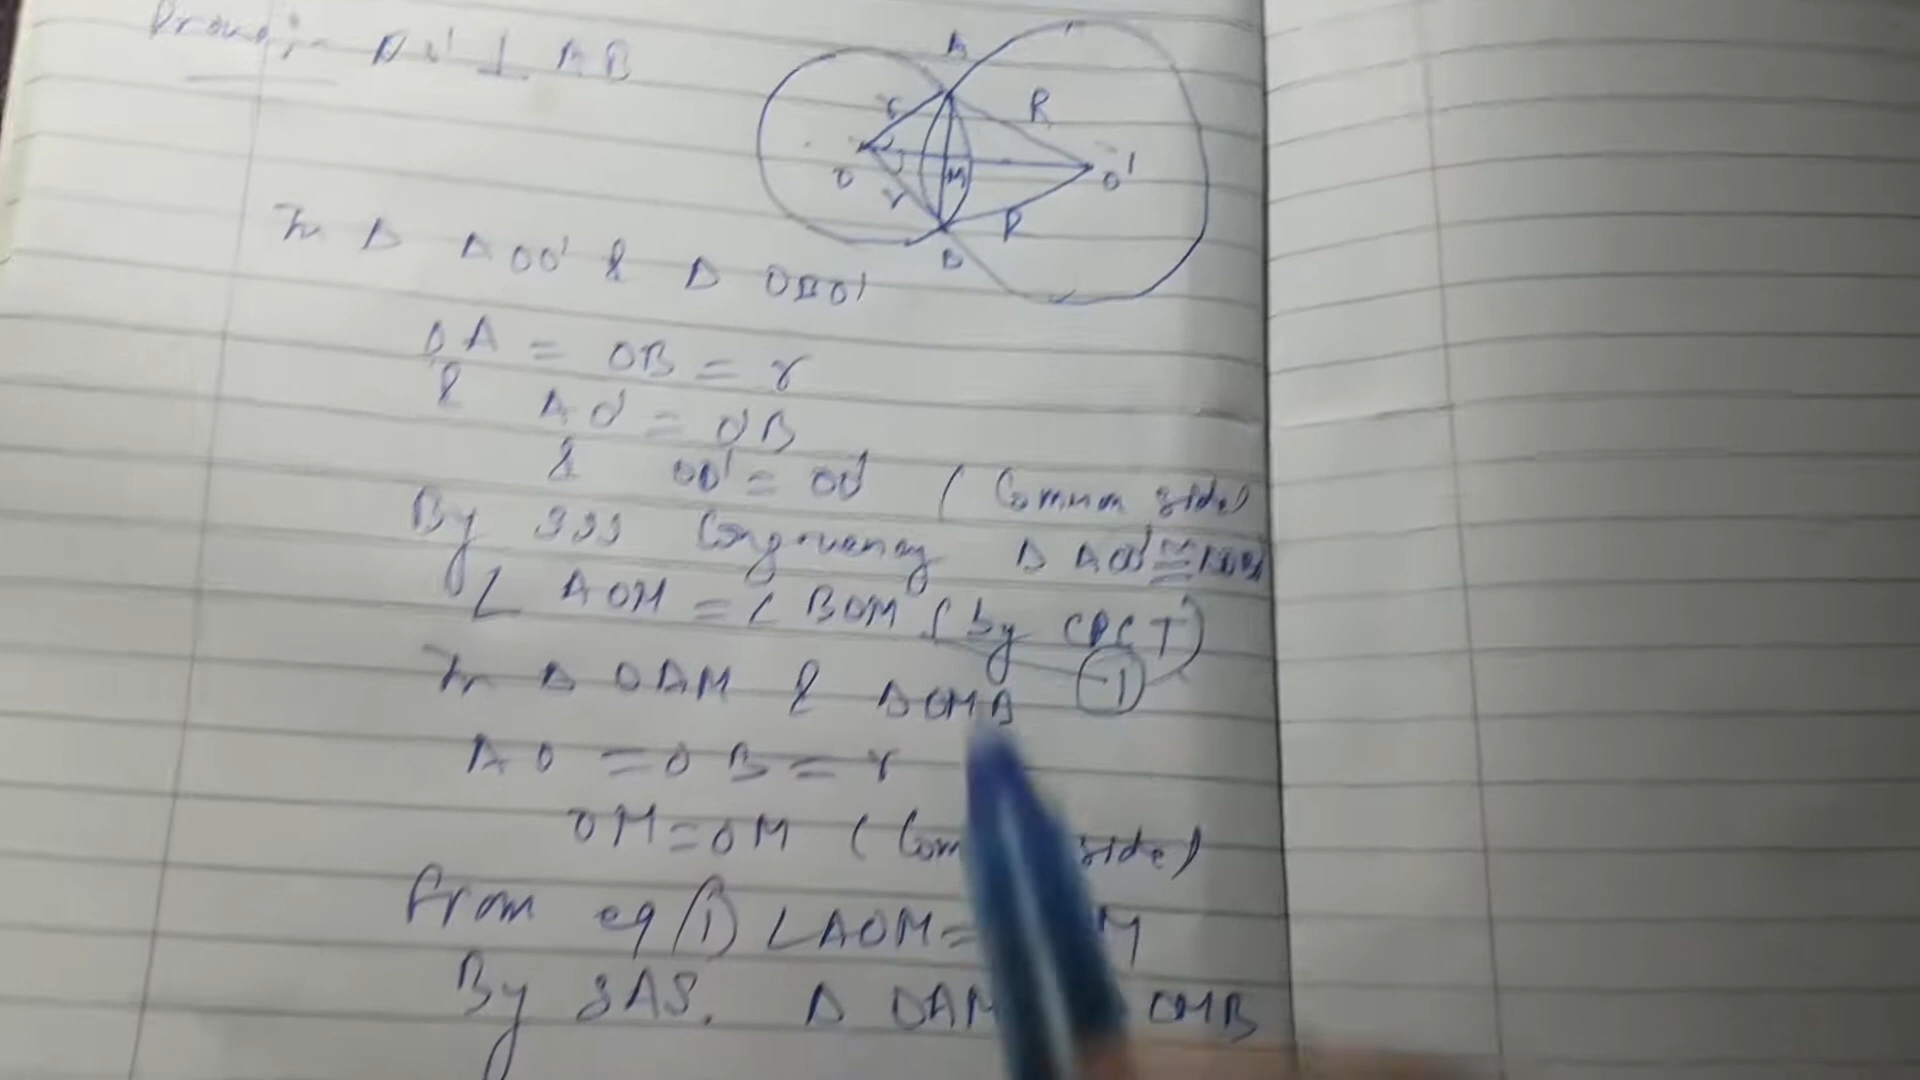 Prove :- OO' ⊥ AB
A
r
R
O
M
O'
r
R
B
In Δ AOO' & Δ OBO'
OA = OB = r
& AO' = O'B
& OO' = OO' (Common side)
By SSS Congruency Δ AOO' ≅
∠ AOM = ∠ BOM (by CPCT)
①
In Δ OAM & Δ OMB
AO = OB = r
OM = OM ( side)
From eq ① ∠AOM =
By SAS. Δ OAM OMB